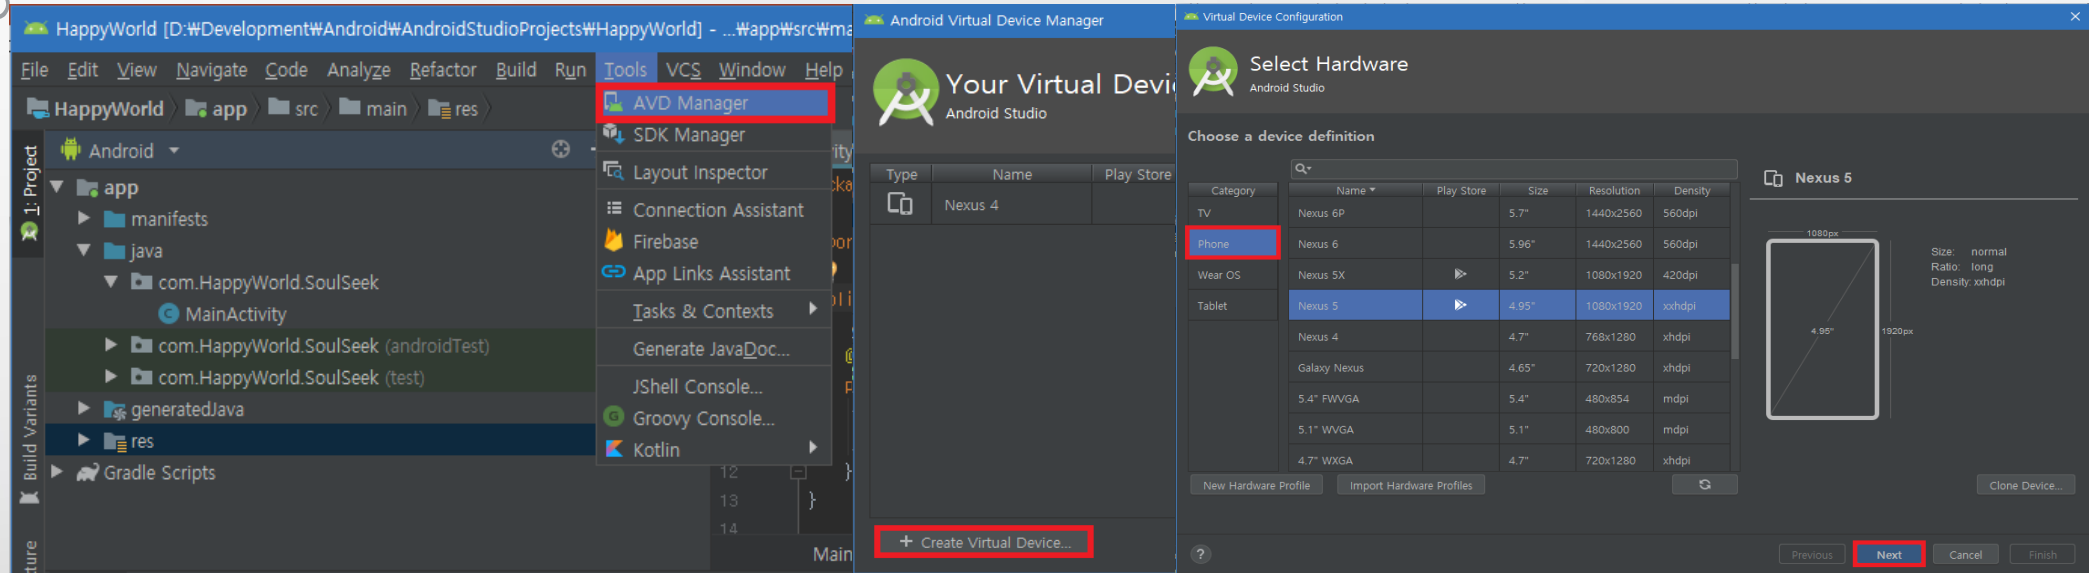 HappyWorld [D:₩Development₩Android₩AndroidStudioProjects₩HappyWorld] - ...₩app₩src₩ma
File Edit View Navigate Code Analyze Refactor Build Run Tools VCS Window Help
HappyWorld app src main res
1: Project
Build Variants
Android
app
manifests
java
com.HappyWorld.SoulSeek
MainActivity
com.HappyWorld.SoulSeek (androidTest)
com.HappyWorld.SoulSeek (test)
generatedJava
res
Gradle Scripts
AVD Manager
SDK Manager
Layout Inspector
Connection Assistant
Firebase
App Links Assistant
Tasks & Contexts
Generate JavaDoc...
JShell Console...
Groovy Console...
Kotlin
12 }
13 }
14
Main
Android Virtual Device Manager
Your Virtual Devi
Android Studio
Type Name Play Store
Nexus 4
+ Create Virtual Device...
Virtual Device Configuration
Select Hardware
Android Studio
Choose a device definition
Category
TV
Phone
Wear OS
Tablet
Name Play Store Size Resolution Density
Nexus 6P 5.7" 1440x2560 560dpi
Nexus 6 5.96" 1440x2560 560dpi
Nexus 5X 5.2" 1080x1920 420dpi
Nexus 5 4.95" 1080x1920 xxhdpi
Nexus 4 4.7" 768x1280 xhdpi
Galaxy Nexus 4.65" 720x1280 xhdpi
5.4" FWVGA 5.4" 480x854 mdpi
5.1" WVGA 5.1" 480x800 mdpi
4.7" WXGA 4.7" 720x1280 xhdpi
New Hardware Profile Import Hardware Profiles
Nexus 5
1080px
4.95"
1920px
Size: normal
Ratio: long
Density: xxhdpi
Clone Device...
? Previous Next Cancel Finish